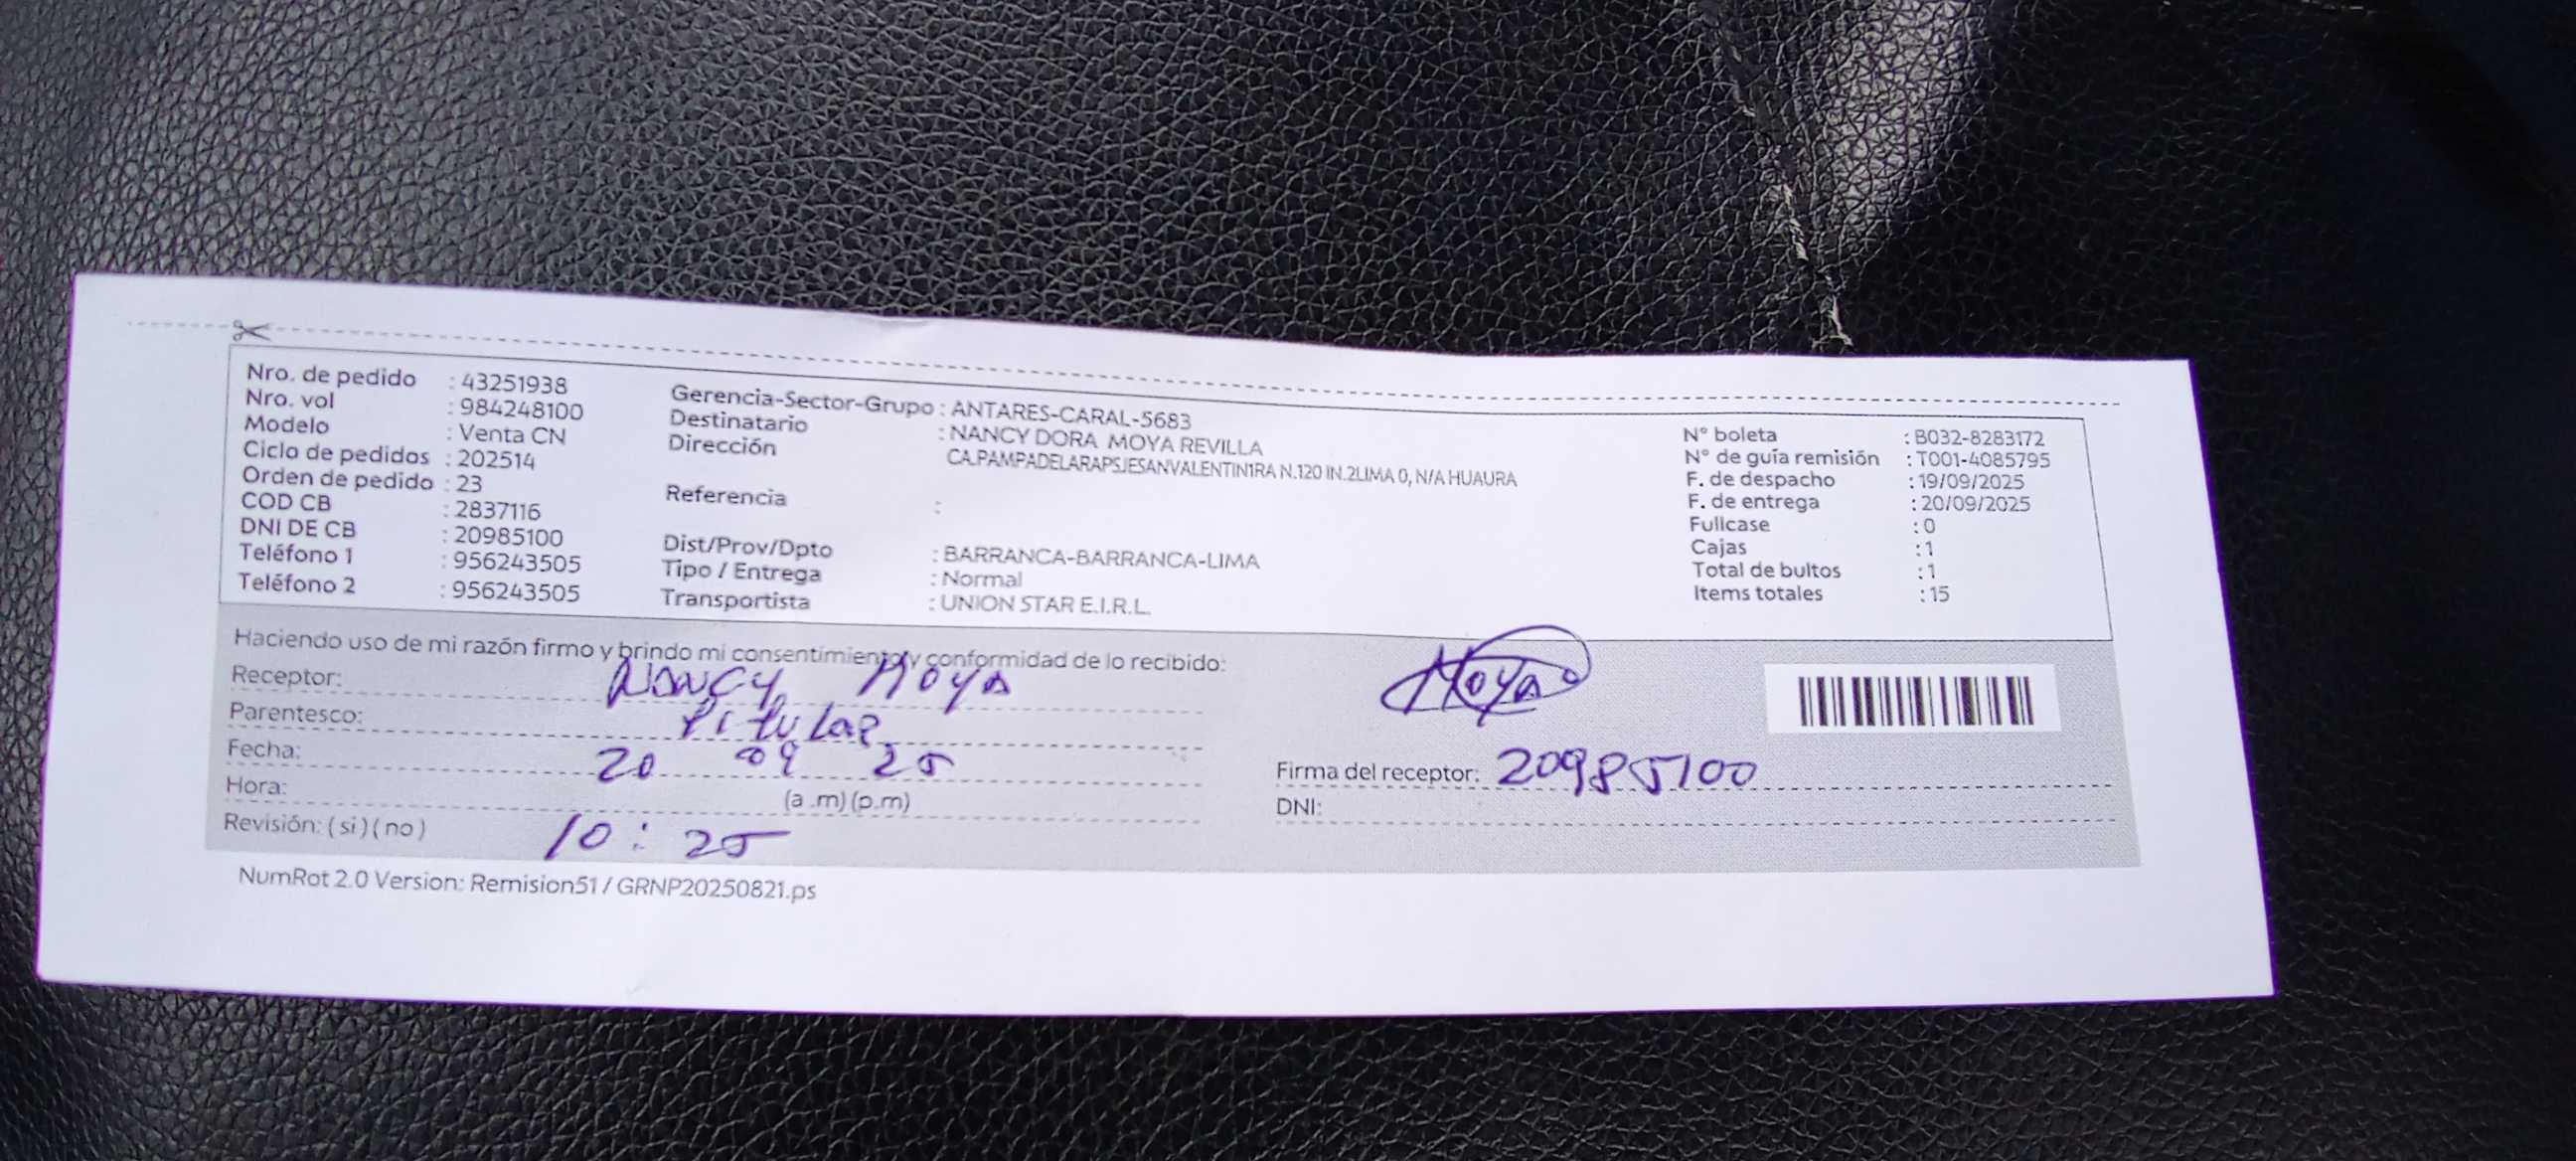 Nro. de pedido : 43251938
Nro. vol : 984248100
Modelo : Venta CN
Ciclo de pedidos : 202514
Orden de pedido : 23
COD CB : 2837116
DNI DE CB : 20985100
Teléfono 1 : 956243505
Teléfono 2 : 956243505
Gerencia-Sector-Grupo : ANTARES-CARAL-5683
Destinatario : NANCY DORA MOYA REVILLA
Dirección CA.PAMPADELARAPSJESANVALENTIN1RA N.120 IN.2LIMA 0, N/A HUAURA
Referencia :
Dist/Prov/Dpto : BARRANCA-BARRANCA-LIMA
Tipo / Entrega : Normal
Transportista : UNION STAR E.I.R.L.
N° boleta : B032-8283172
N° de guía remisión : T001-4085795
F. de despacho : 19/09/2025
F. de entrega : 20/09/2025
Fullcase : 0
Cajas : 1
Total de bultos : 1
Items totales : 15
Haciendo uso de mi razón firmo y brindo mi consentimiento y conformidad de lo recibido:
Receptor: Nancy Moya
Parentesco: titular
Fecha: 20 09 25
Hora: (a .m) (p.m)
Revisión: ( si ) ( no ) 10 : 25
Moya
Firma del receptor: 20985100
DNI:
NumRot 2.0 Version: Remision51 / GRNP20250821.ps